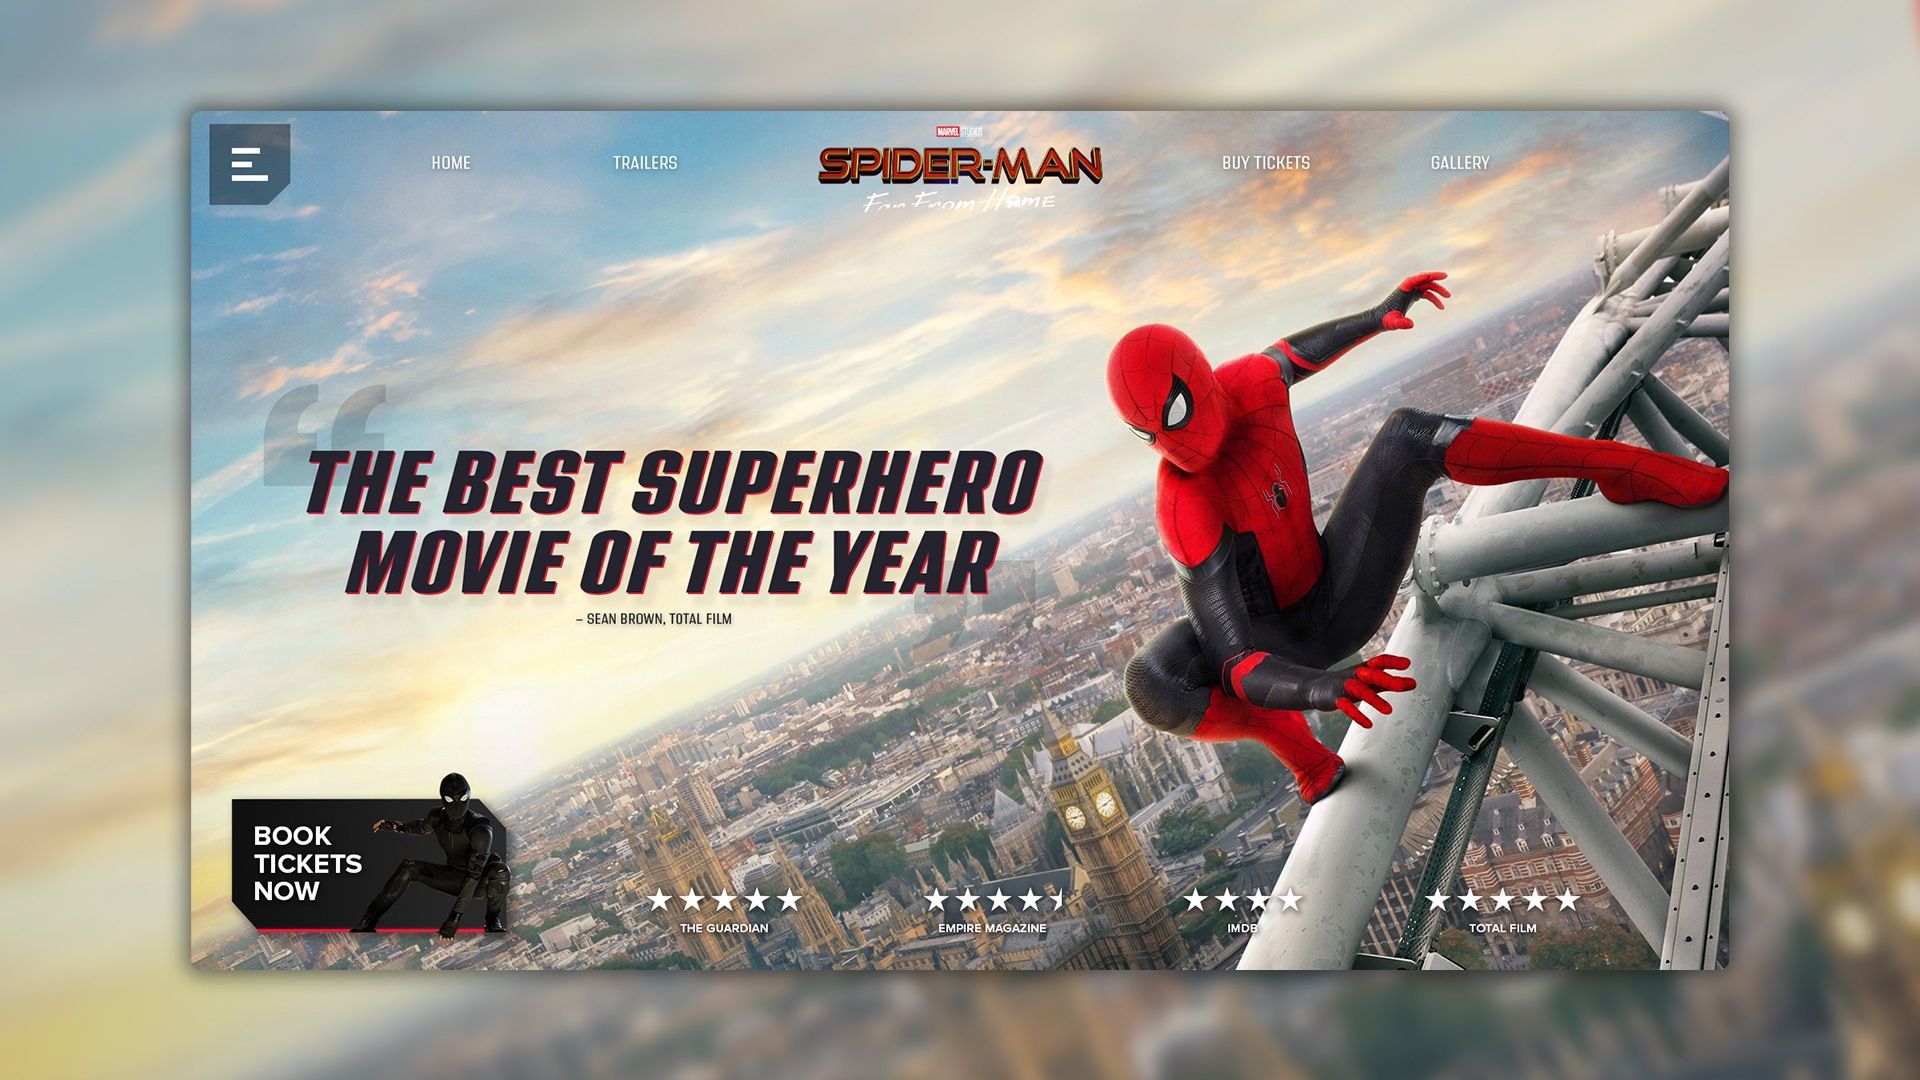 MARVEL STUDIOS
HOME
TRAILERS
SPIDER-MAN
Far From Home
BUY TICKETS
GALLERY
“THE BEST SUPERHERO
MOVIE OF THE YEAR”
– SEAN BROWN, TOTAL FILM
BOOK
TICKETS
NOW
THE GUARDIAN
EMPIRE MAGAZINE
IMDB
TOTAL FILM